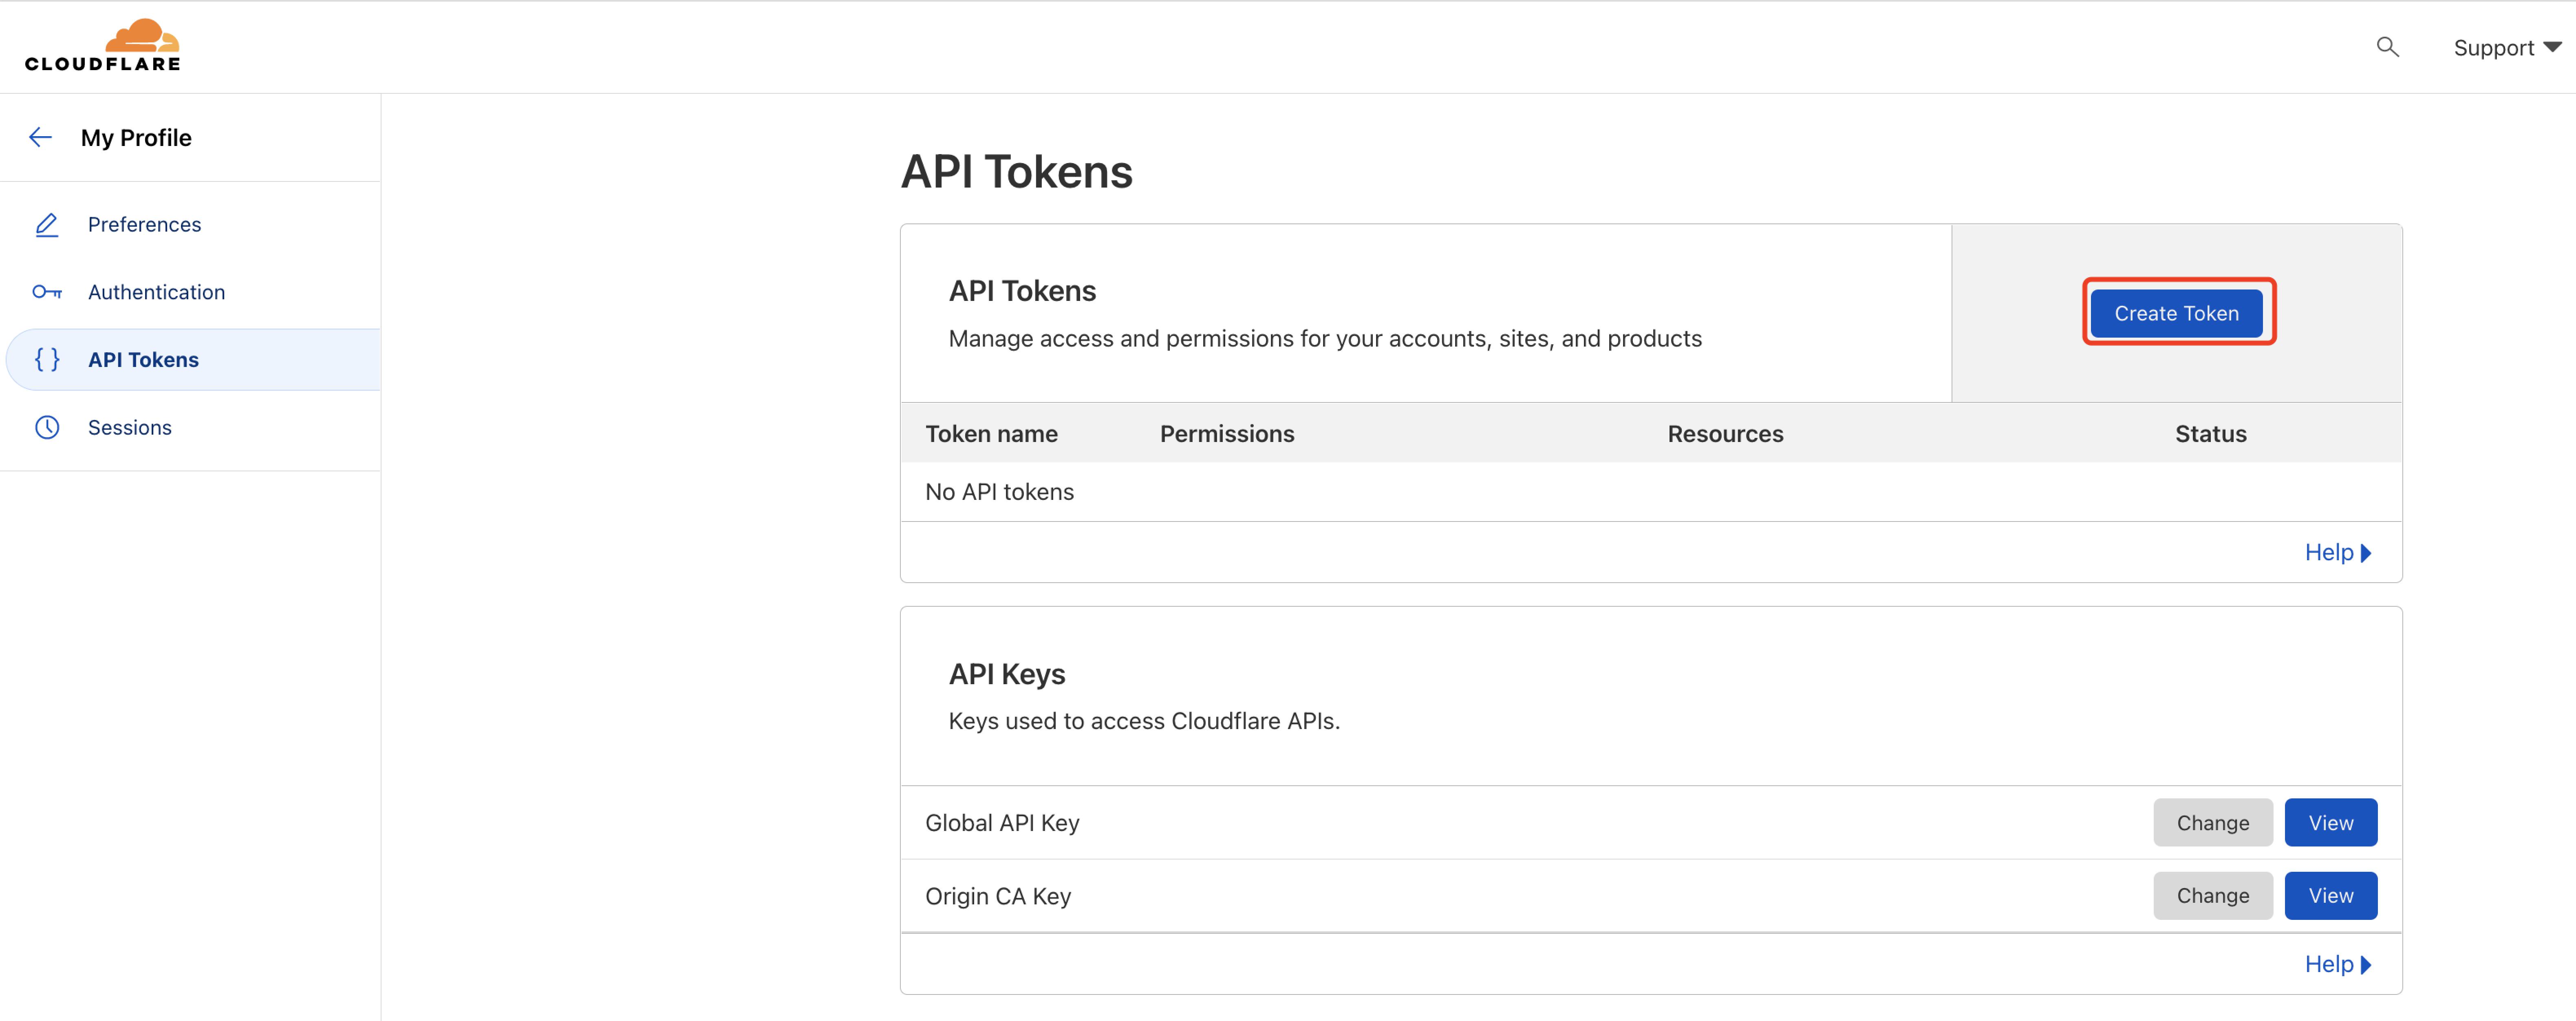 CLOUDFLARE
Support
My Profile
Preferences
Authentication
{ } API Tokens
Sessions
API Tokens
API Tokens
Manage access and permissions for your accounts, sites, and products
Create Token
Token name Permissions Resources Status
No API tokens
Help
API Keys
Keys used to access Cloudflare APIs.
Global API Key Change View
Origin CA Key Change View
Help